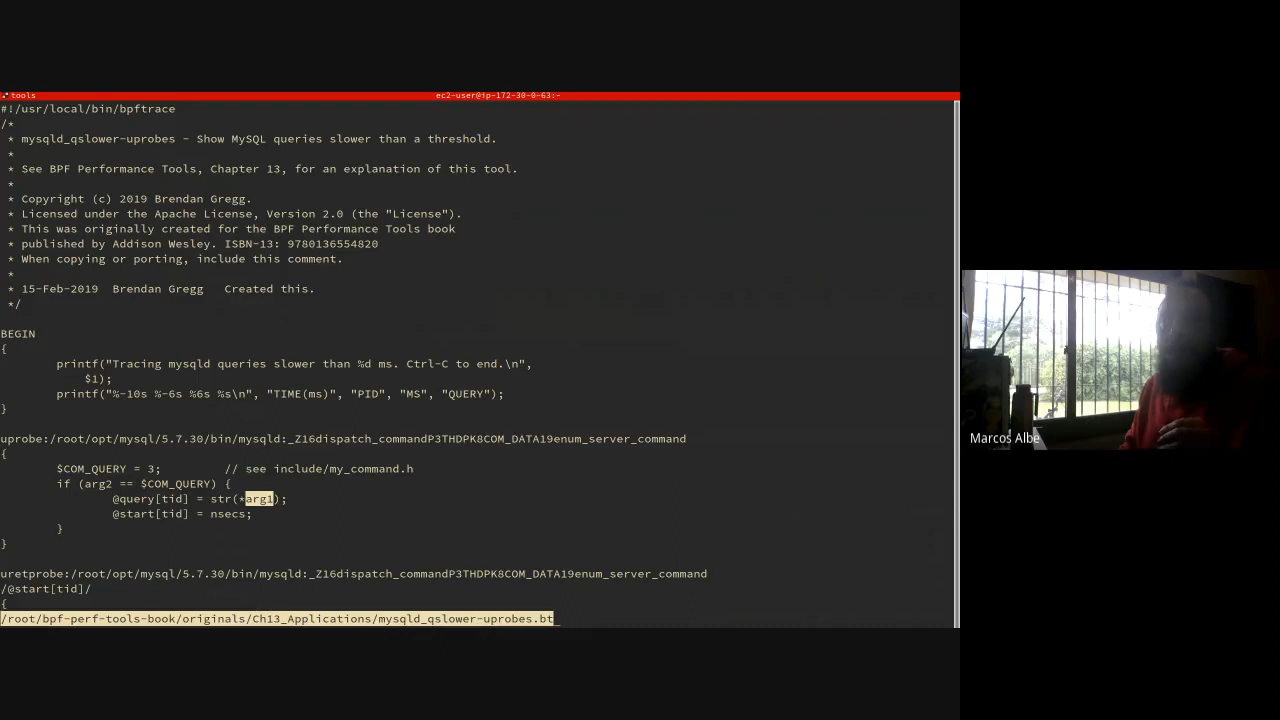 tools
ec2-user@ip-172-30-0-63:~
#!/usr/local/bin/bpftrace
/*
* mysqld_qslower-uprobes - Show MySQL queries slower than a threshold.
*
* See BPF Performance Tools, Chapter 13, for an explanation of this tool.
*
* Copyright (c) 2019 Brendan Gregg.
* Licensed under the Apache License, Version 2.0 (the "License").
* This was originally created for the BPF Performance Tools book
* published by Addison Wesley. ISBN-13: 9780136554820
* When copying or porting, include this comment.
*
* 15-Feb-2019  Brendan Gregg   Created this.
*/
BEGIN
{
printf("Tracing mysqld queries slower than %d ms. Ctrl-C to end.\n",
$1);
printf("%-10s %-6s %6s %s\n", "TIME(ms)", "PID", "MS", "QUERY");
}
uprobe:/root/opt/mysql/5.7.30/bin/mysqld:_Z16dispatch_commandP3THDPK8COM_DATA19enum_server_command
{
$COM_QUERY = 3;         // see include/my_command.h
if (arg2 == $COM_QUERY) {
@query[tid] = str(*arg1);
@start[tid] = nsecs;
}
}
uretprobe:/root/opt/mysql/5.7.30/bin/mysqld:_Z16dispatch_commandP3THDPK8COM_DATA19enum_server_command
/@start[tid]/
{
/root/bpf-perf-tools-book/originals/Ch13_Applications/mysqld_qslower-uprobes.bt
Marcos Albe